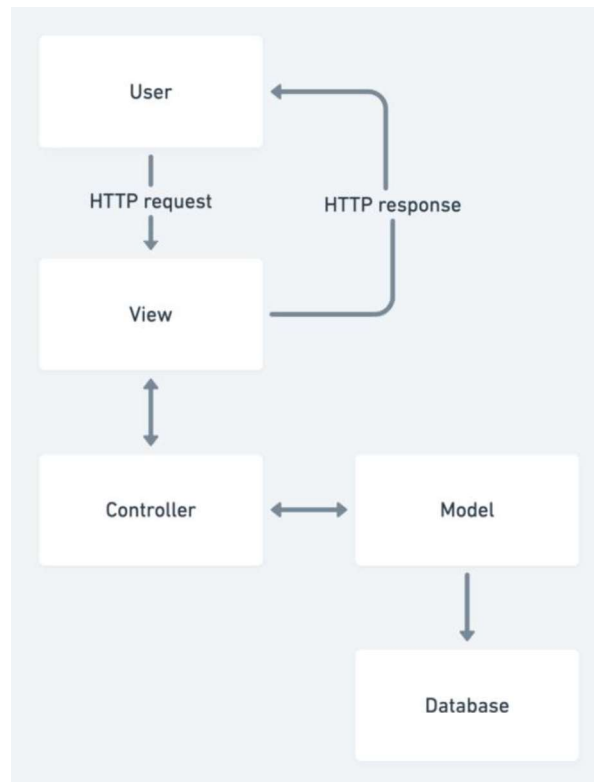 User
HTTP request
HTTP response
View
Controller
Model
Database